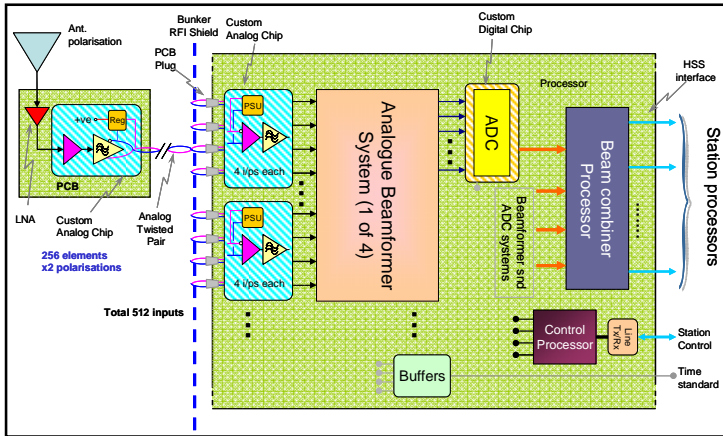 Ant.
polarisation
Bunker
RFI Shield
PCB
Plug
Custom
Analog Chip
Custom
Digital Chip
Processor
HSS
interface
+ve
Reg
PCB
LNA
Custom
Analog Chip
Analog
Twisted
Pair
256 elements
x2 polarisations
Total 512 inputs
PSU
4 i/ps each
PSU
4 i/ps each
Analogue Beamformer
System (1 of 4)
ADC
Beamformer snd
ADC systems
Beam combiner
Processor
Station processors
Control
Processor
Line
Tx/Rx
Station
Control
Buffers
Time
standard